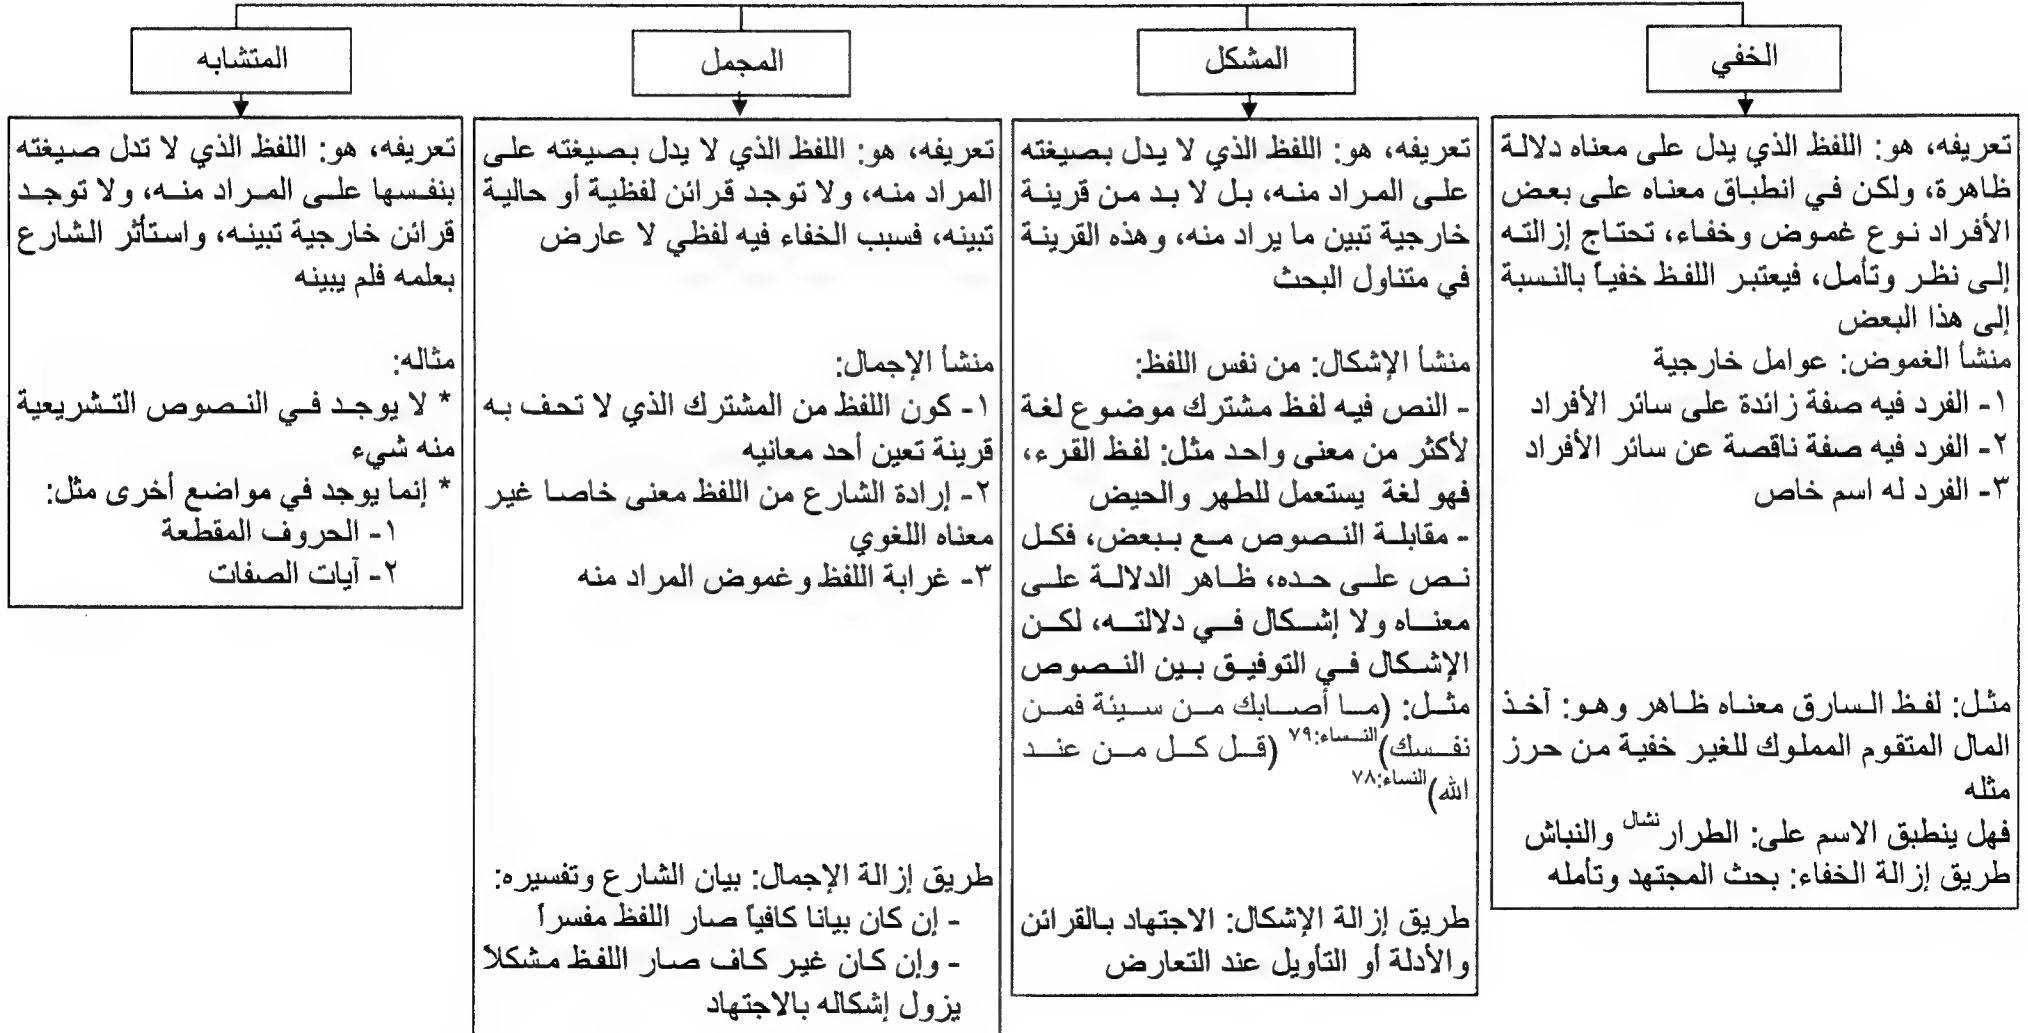 الخفي
تعريفه، هو: اللفظ الذي يدل على معناه دلالة
ظاهرة، ولكن في انطباق معناه على بعض
الأفراد نوع غموض وخفاء، تحتاج إزالته
إلى نظر وتأمل، فيعتبر اللفظ خفياً بالنسبة
إلى هذا البعض
منشأ الغموض: عوامل خارجية
١- الفرد فيه صفة زائدة على سائر الأفراد
٢- الفرد فيه صفة ناقصة عن سائر الأفراد
٣- الفرد له اسم خاص
مثل: لفظ السارق معناه ظاهر وهو: آخذ
المال المتقوم المملوك للغير خفية من حرز
مثله
فهل ينطبق الاسم على: الطرار نشال والنباش
طريق إزالة الخفاء: بحث المجتهد وتأمله
المشكل
تعريفه، هو: اللفظ الذي لا يدل بصيغته
على المراد منه، بل لا بد من قرينة
خارجية تبين ما يراد منه، وهذه القرينة
في متناول البحث
منشأ الإشكال: من نفس اللفظ:
- النص فيه لفظ مشترك موضوع لغة
لأكثر من معنى واحد مثل: لفظ القرء،
فهو لغة يستعمل للطهر والحيض
- مقابلة النصوص مع ببعض، فكل
نص على حده، ظاهر الدلالة على
معناه ولا إشكال في دلالته، لكن
الإشكال في التوفيق بين النصوص
مثل: (ما أصابك من سيئة فمن
نفسك) النساء:٧٩ (قل كل من عند
الله) النساء:٧٨
طريق إزالة الإشكال: الاجتهاد بالقرائن
والأدلة أو التأويل عند التعارض
المجمل
تعريفه، هو: اللفظ الذي لا يدل بصيغته على
المراد منه، ولا توجد قرائن لفظية أو حالية
تبينه، فسبب الخفاء فيه لفظي لا عارض
منشأ الإجمال:
١- كون اللفظ من المشترك الذي لا تحف به
قرينة تعين أحد معانيه
٢- إرادة الشارع من اللفظ معنى خاصا غير
معناه اللغوي
٣- غرابة اللفظ وغموض المراد منه
طريق إزالة الإجمال: بيان الشارع وتفسيره:
- إن كان بيانا كافياً صار اللفظ مفسراً
- وإن كان غير كاف صار اللفظ مشكلاً
يزول إشكاله بالاجتهاد
المتشابه
تعريفه، هو: اللفظ الذي لا تدل صيغته
بنفسها على المراد منه، ولا توجد
قرائن خارجية تبينه، واستأثر الشارع
بعلمه فلم يبينه
مثاله:
* لا يوجد في النصوص التشريعية
منه شيء
* إنما يوجد في مواضع أخرى مثل:
١- الحروف المقطعة
٢- آيات الصفات